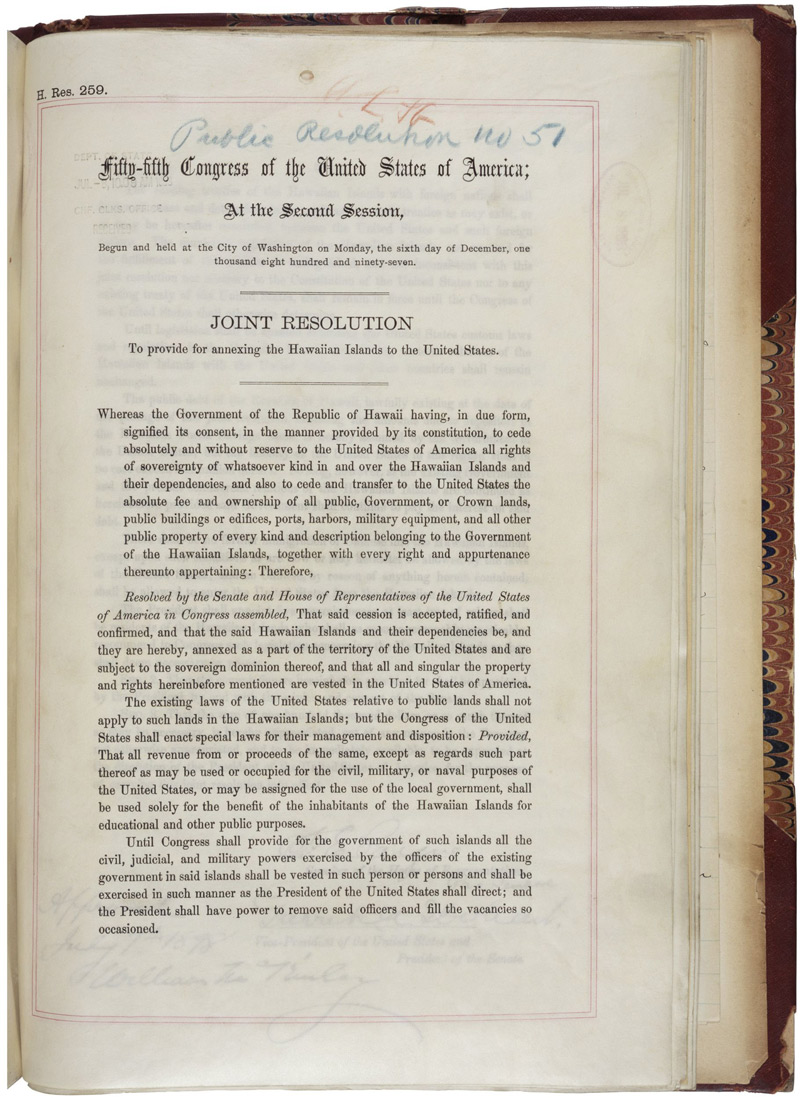 H. Res. 259.
Public Resolution no 51
Fifty-fifth Congress of the United States of America;
At the Second Session,
Begun and held at the City of Washington on Monday, the sixth day of December, one
thousand eight hundred and ninety-seven.
JOINT RESOLUTION
To provide for annexing the Hawaiian Islands to the United States.
Whereas the Government of the Republic of Hawaii having, in due form,
signified its consent, in the manner provided by its constitution, to cede
absolutely and without reserve to the United States of America all rights
of sovereignty of whatsoever kind in and over the Hawaiian Islands and
their dependencies, and also to cede and transfer to the United States the
absolute fee and ownership of all public, Government, or Crown lands,
public buildings or edifices, ports, harbors, military equipment, and all other
public property of every kind and description belonging to the Government
of the Hawaiian Islands, together with every right and appurtenance
thereunto appertaining: Therefore,
Resolved by the Senate and House of Representatives of the United States
of America in Congress assembled, That said cession is accepted, ratified, and
confirmed, and that the said Hawaiian Islands and their dependencies be, and
they are hereby, annexed as a part of the territory of the United States and are
subject to the sovereign dominion thereof, and that all and singular the property
and rights hereinbefore mentioned are vested in the United States of America.
The existing laws of the United States relative to public lands shall not
apply to such lands in the Hawaiian Islands; but the Congress of the United
States shall enact special laws for their management and disposition: Provided,
That all revenue from or proceeds of the same, except as regards such part
thereof as may be used or occupied for the civil, military, or naval purposes of
the United States, or may be assigned for the use of the local government, shall
be used solely for the benefit of the inhabitants of the Hawaiian Islands for
educational and other public purposes.
Until Congress shall provide for the government of such islands all the
civil, judicial, and military powers exercised by the officers of the existing
government in said islands shall be vested in such person or persons and shall be
exercised in such manner as the President of the United States shall direct; and
the President shall have power to remove said officers and fill the vacancies so
occasioned.